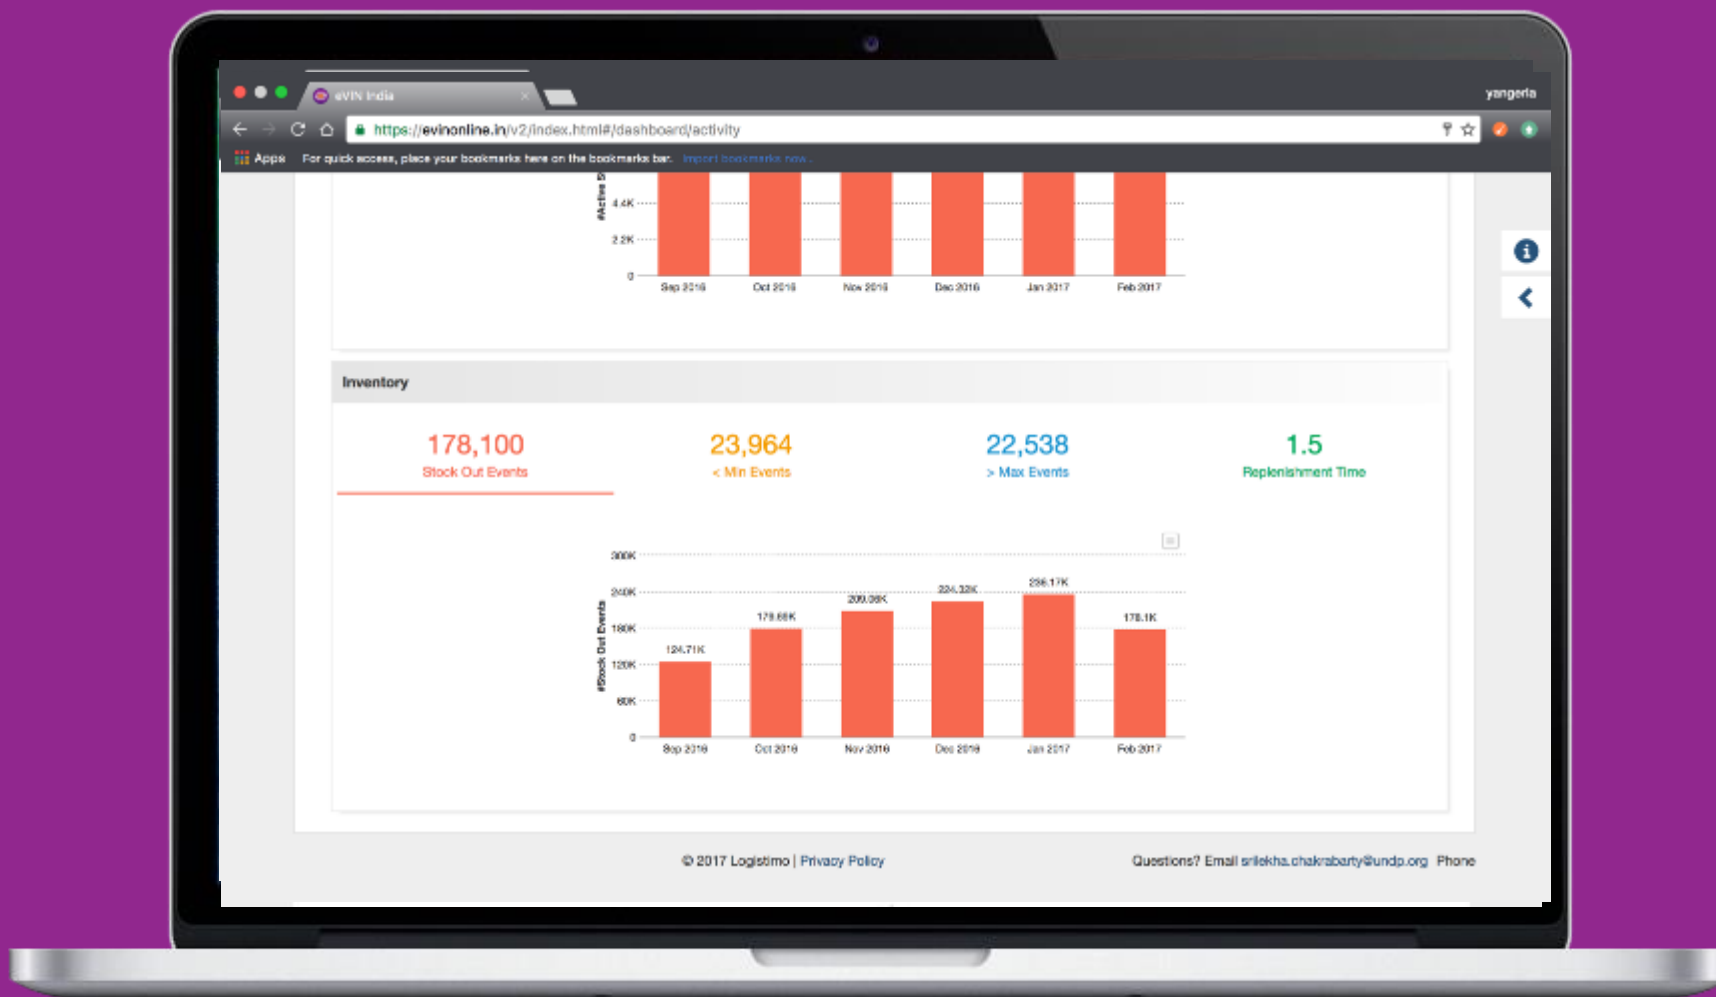 eVIN India
yangerla
https://evinonline.in/v2/index.html#/dashboard/activity
Apps For quick access, place your bookmarks here on the bookmarks bar. Import bookmarks now...
#Active
4.4K
2.2K
0
Sep 2016 Oct 2016 Nov 2016 Dec 2016 Jan 2017 Feb 2017
Inventory
178,100 23,964 22,538 1.5
Stock Out Events < Min Events > Max Events Replenishment Time
#Stock Out Events
300K
240K
180K
120K
60K
0
124.71K 209.08K 224.32K 236.17K 178.1K
Sep 2016 Oct 2016 Nov 2016 Dec 2016 Jan 2017 Feb 2017
© 2017 Logistimo | Privacy Policy Questions? Email srilekha.chakrabarty@undp.org Phone